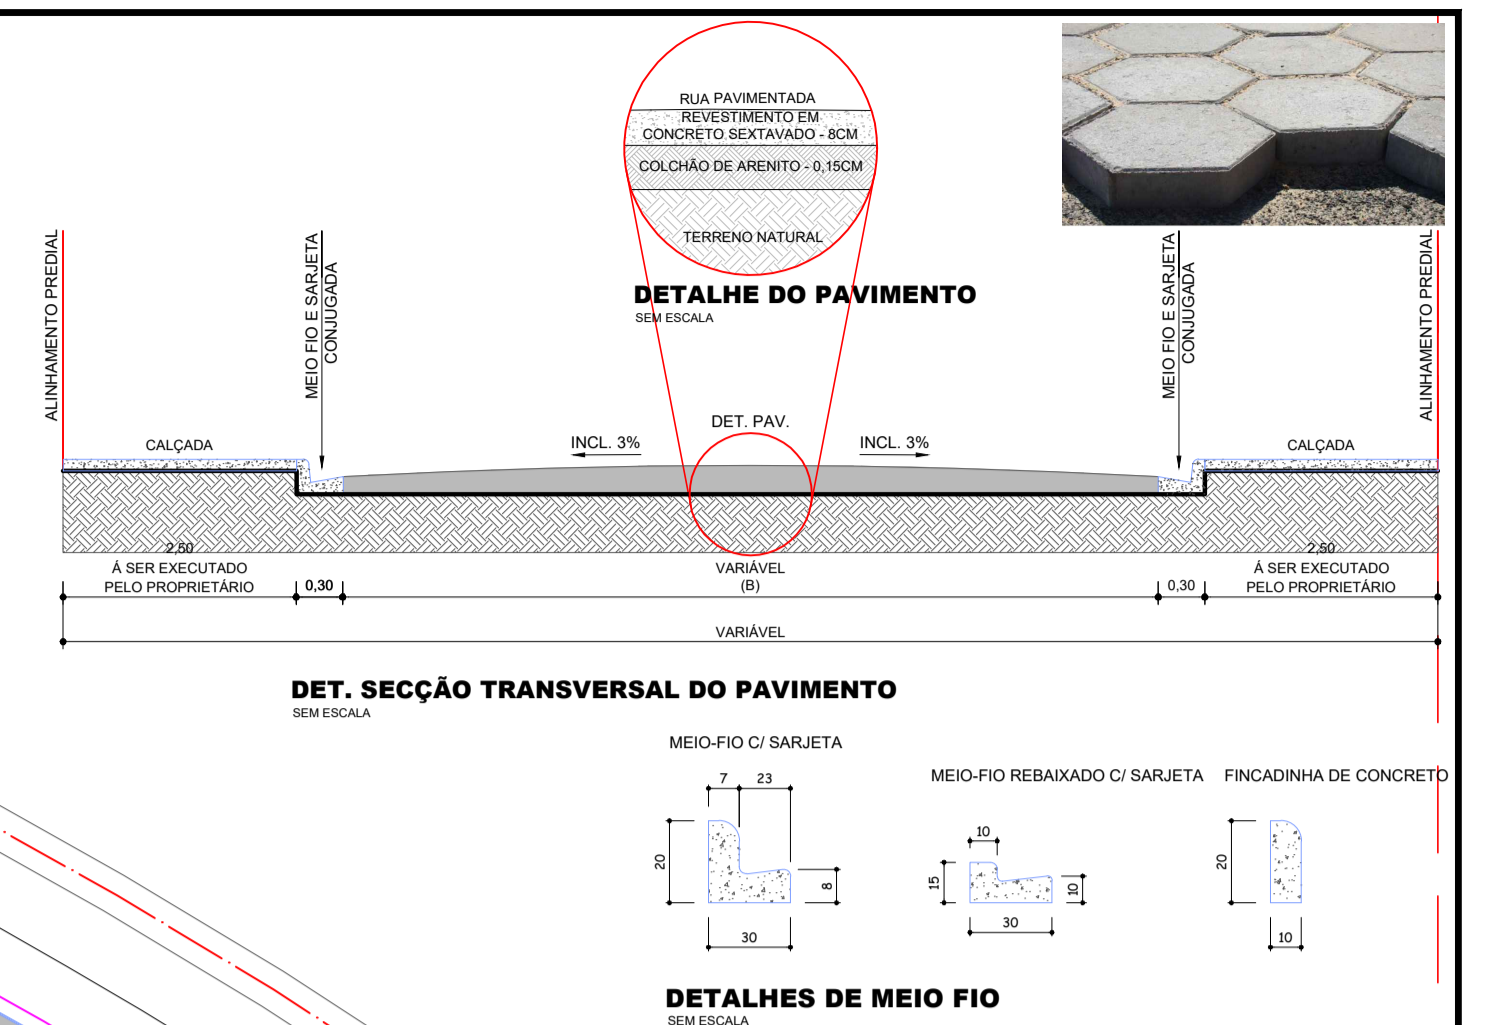 RUA PAVIMENTADA
REVESTIMENTO EM
CONCRETO SEXTAVADO - 8CM
COLCHÃO DE ARENITO - 0,15CM
TERRENO NATURAL
DETALHE DO PAVIMENTO
SEM ESCALA
ALINHAMENTO PREDIAL
MEIO FIO E SARJETA
CONJUGADA
MEIO FIO E SARJETA
CONJUGADA
ALINHAMENTO PREDIAL
DET. PAV.
CALÇADA
INCL. 3%
INCL. 3%
CALÇADA
2,50
Á SER EXECUTADO
PELO PROPRIETÁRIO
0,30
VARIÁVEL
(B)
0,30
2,50
Á SER EXECUTADO
PELO PROPRIETÁRIO
VARIÁVEL
DET. SECÇÃO TRANSVERSAL DO PAVIMENTO
SEM ESCALA
MEIO-FIO C/ SARJETA
7
23
20
8
30
MEIO-FIO REBAIXADO C/ SARJETA
10
15
10
30
FINCADINHA DE CONCRETO
20
10
DETALHES DE MEIO FIO
SEM ESCALA